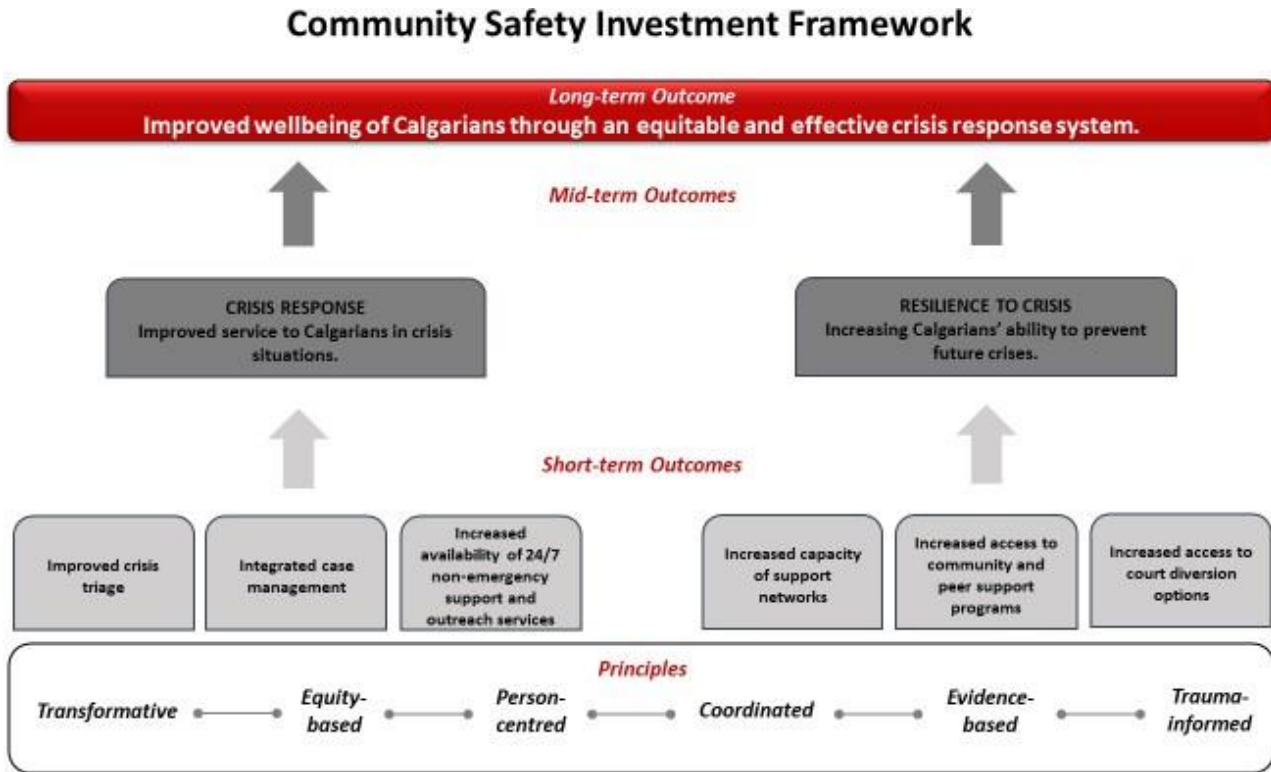 Community Safety Investment Framework
Long-term Outcome
Improved wellbeing of Calgarians through an equitable and effective crisis response system.
Mid-term Outcomes
CRISIS RESPONSE
Improved service to Calgarians in crisis
situations.
RESILIENCE TO CRISIS
Increasing Calgarians' ability to prevent
future crises.
Short-term Outcomes
Improved crisis
triage
Integrated case
management
Increased
availability of 24/7
non-emergency
support and
outreach services
Increased capacity
of support
networks
Increased access to
community and
peer support
programs
Increased access to
court diversion
options
Principles
Transformative
Equity-
based
Person-
centred
Coordinated
Evidence-
based
Trauma-
informed